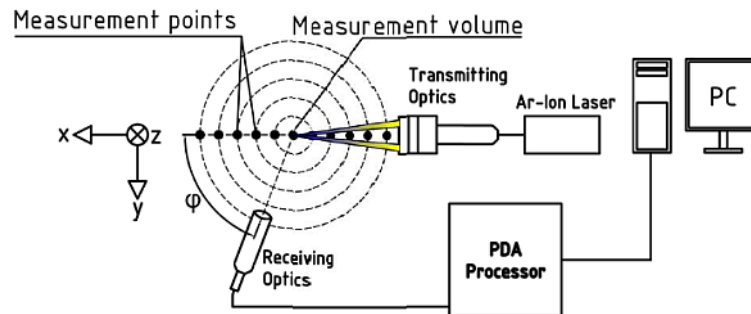 Measurement points
Measurement volume
Transmitting
Optics
Ar-Ion Laser
PC
x
z
y
φ
Receiving
Optics
PDA
Processor